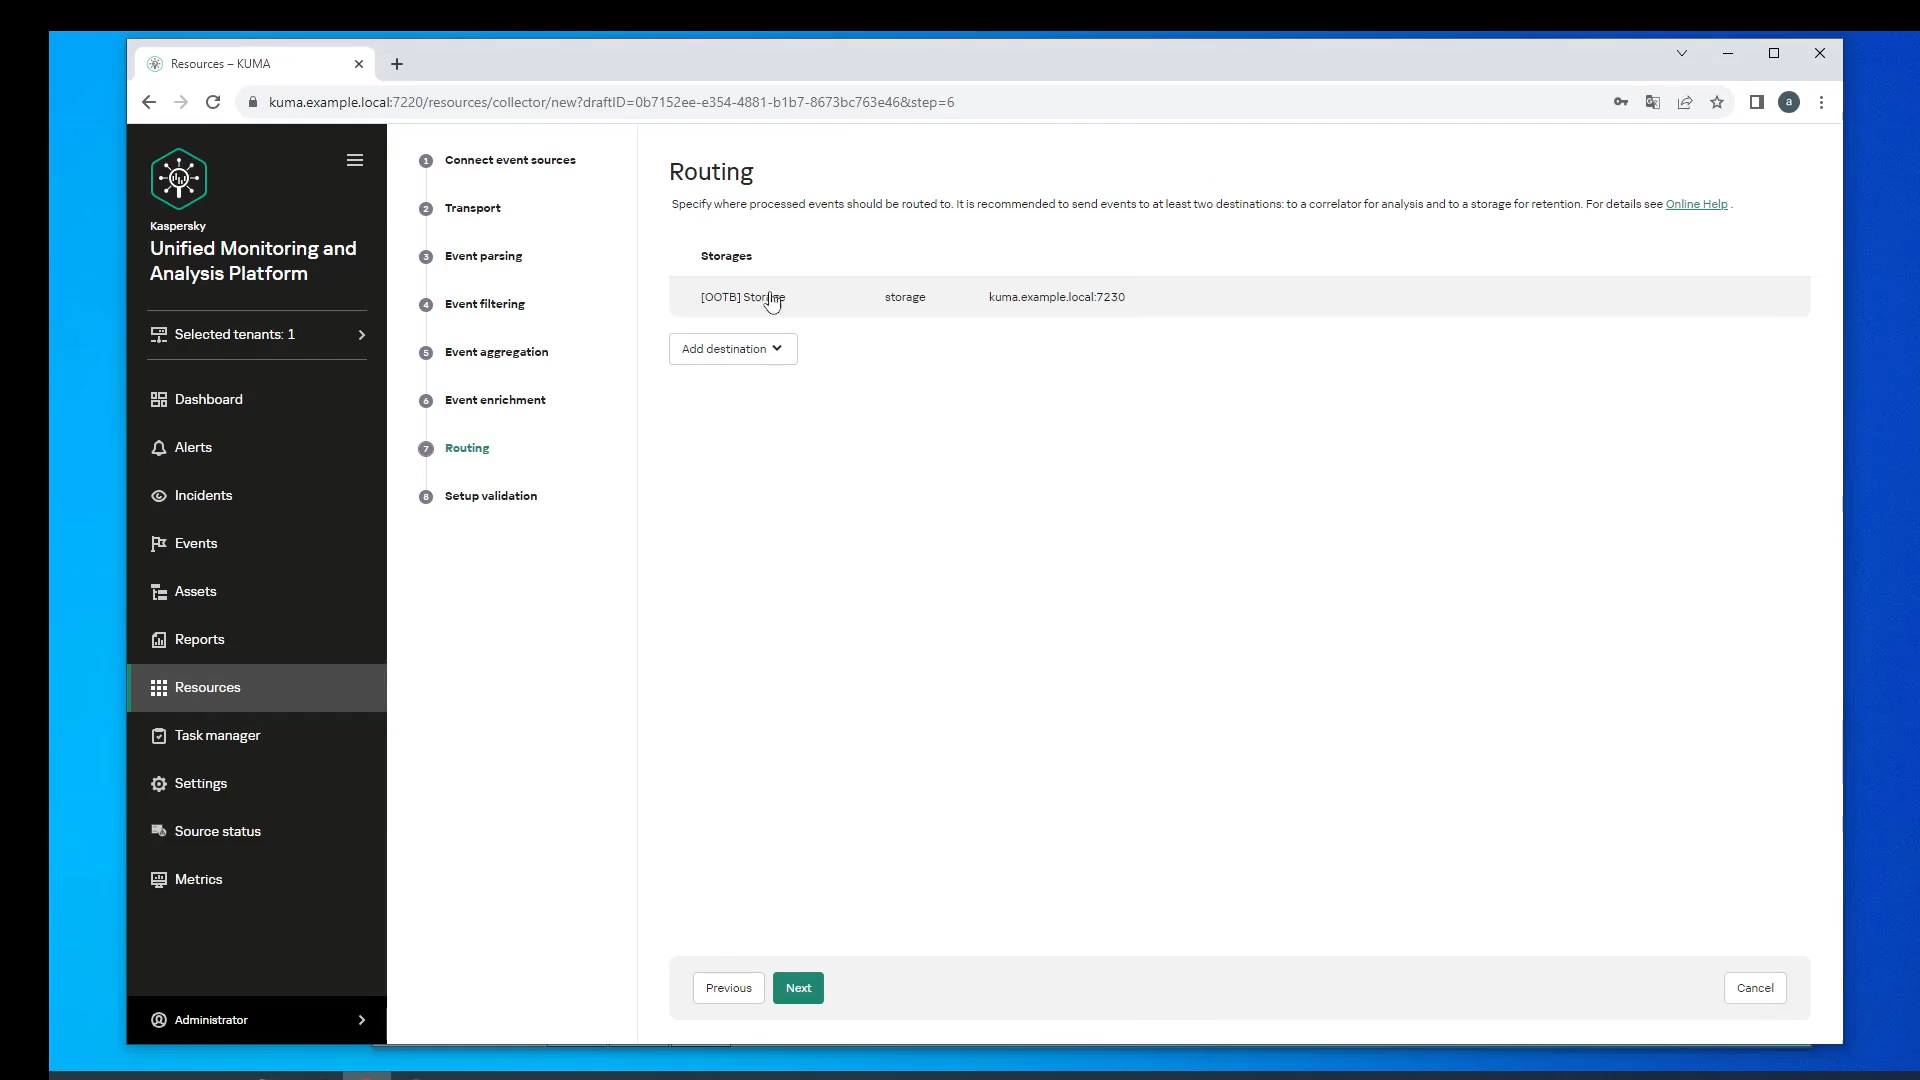 Resources – KUMA
kuma.example.local:7220/resources/collector/new?draftID=0b7152ee-e354-4881-b1b7-8673bc763e46&step=6
a
Kaspersky
Unified Monitoring and
Analysis Platform
Selected tenants: 1
Dashboard
Alerts
Incidents
Events
Assets
Reports
Resources
Task manager
Settings
Source status
Metrics
Administrator
1 Connect event sources
2 Transport
3 Event parsing
4 Event filtering
5 Event aggregation
6 Event enrichment
7 Routing
8 Setup validation
Routing
Specify where processed events should be routed to. It is recommended to send events to at least two destinations: to a correlator for analysis and to a storage for retention. For details see Online Help .
Storages
[OOTB] Storage storage kuma.example.local:7230
Add destination
Previous Next Cancel